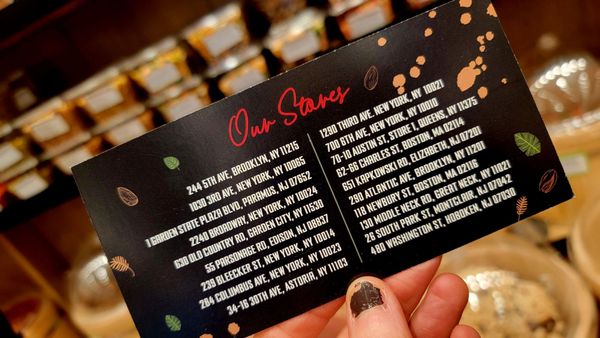 Our Stores
244 5TH AVE, BROOKLYN, NY 11215
1030 3RD AVE, NEW YORK, NY 10065
1 GARDEN STATE PLAZA BLVD, PARAMUS, NJ 07652
2240 BROADWAY, NEW YORK, NY 10024
630 OLD COUNTRY RD, GARDEN CITY, NY 11530
55 PARSONAGE RD, EDISON, NJ 08837
239 BLEECKER ST, NEW YORK, NY 10014
284 COLUMBUS AVE, NEW YORK, NY 10023
34-16 30TH AVE, ASTORIA, NY 11103
1290 THIRD AVE, NEW YORK, NY 10021
700 6TH AVE, NEW YORK, NY 10010
70-10 AUSTIN ST, STORE 1, QUEENS, NY 11375
62-66 CHARLES ST, BOSTON, MA 02114
651 KAPKOWSKI RD, ELIZABETH, NJ 07201
280 ATLANTIC AVE, BROOKLYN, NY 11201
118 NEWBURY ST, BOSTON, MA 02116
130 MIDDLE NECK RD, GREAT NECK, NY 11021
26 SOUTH PARK ST, MONTCLAIR, NJ 07042
400 WASHINGTON ST, HOBOKEN, NJ 07030